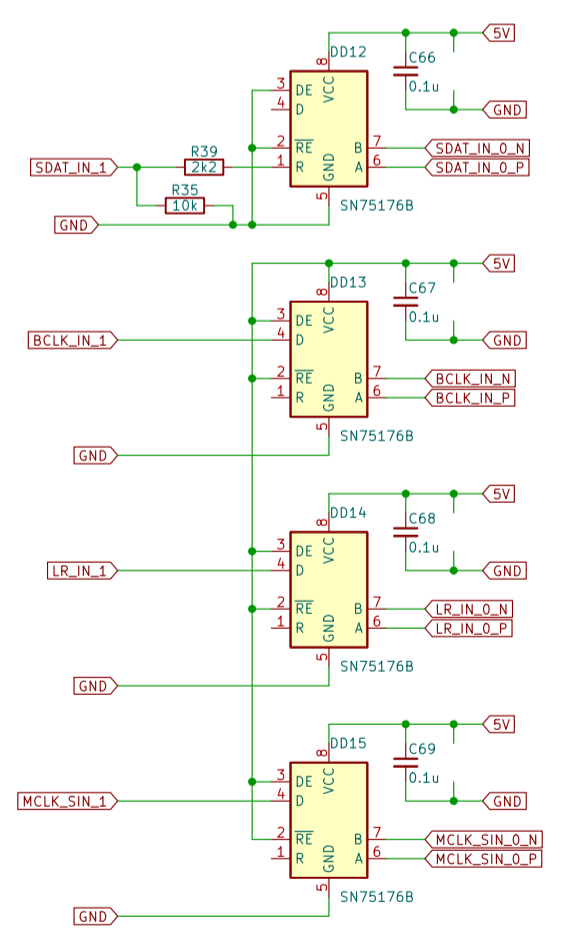 5V
DD12
C66
0.1u
8
VCC
3 DE
4 D
GND
2 RE
B 7 SDAT_IN_0_N
SDAT_IN_1
R39
2k2
1 R
GND
A 6 SDAT_IN_0_P
R35
10k
5
SN75176B
GND
5V
DD13
C67
0.1u
8
VCC
3 DE
BCLK_IN_1
4 D
GND
2 RE
B 7 BCLK_IN_N
1 R
GND
A 6 BCLK_IN_P
5
SN75176B
GND
5V
DD14
C68
0.1u
8
VCC
3 DE
LR_IN_1
4 D
GND
2 RE
B 7 LR_IN_0_N
1 R
GND
A 6 LR_IN_0_P
5
SN75176B
GND
5V
DD15
C69
0.1u
8
VCC
3 DE
MCLK_SIN_1
4 D
GND
2 RE
B 7 MCLK_SIN_0_N
1 R
GND
A 6 MCLK_SIN_0_P
5
SN75176B
GND